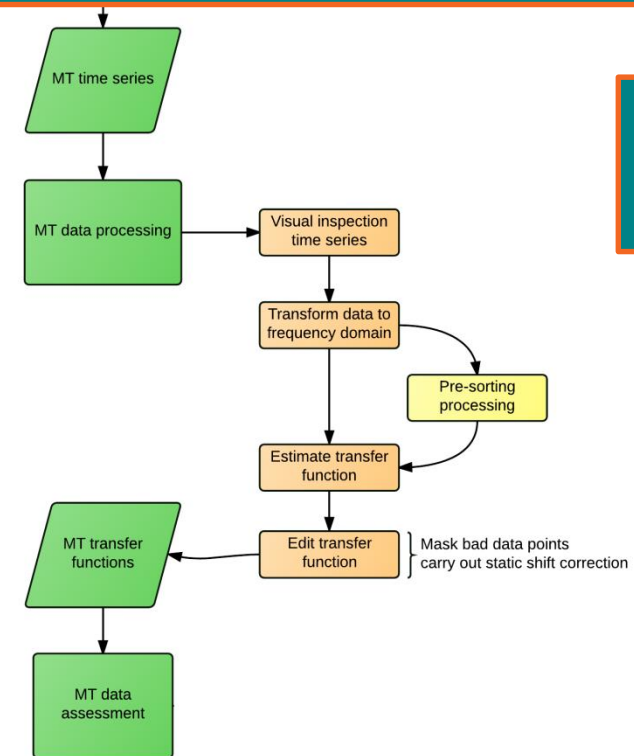 MT time series
MT data processing
Visual inspection
time series
Transform data to
frequency domain
Pre-sorting
processing
Estimate transfer
function
Edit transfer
function
Mask bad data points
carry out static shift correction
MT transfer
functions
MT data
assessment